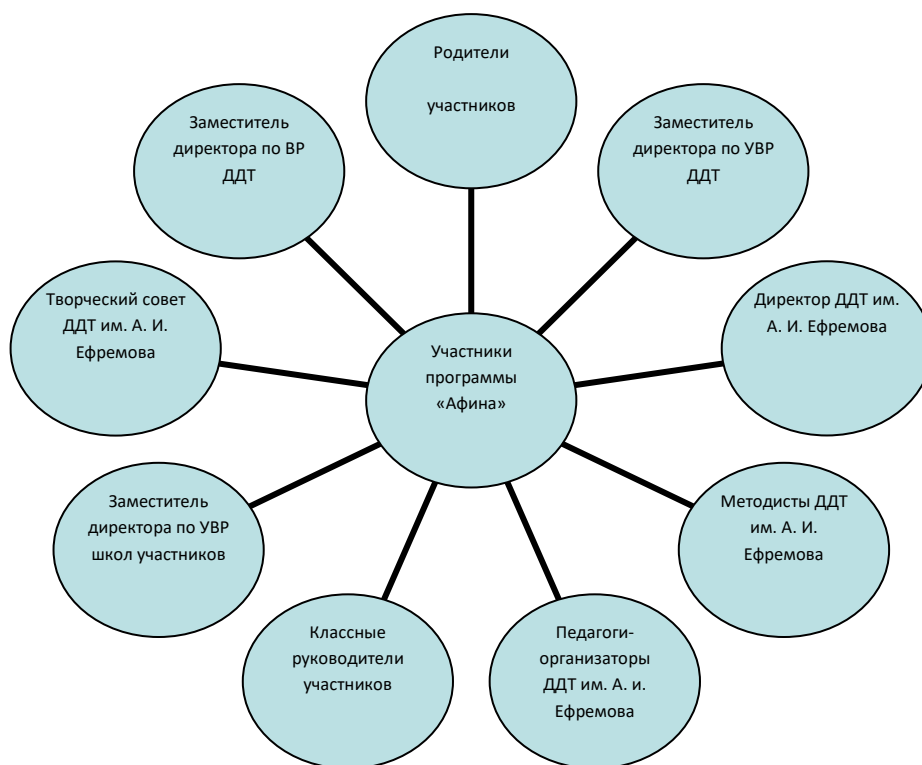 Родители
участников
Заместитель
директора по ВР
ДДТ
Заместитель
директора по УВР
ДДТ
Творческий совет
ДДТ им. А. И.
Ефремова
Директор ДДТ им.
А. И. Ефремова
Участники
программы
«Афина»
Заместитель
директора по УВР
школ участников
Методисты ДДТ
им. А. И.
Ефремова
Классные
руководители
участников
Педагоги-
организаторы
ДДТ им. А. и.
Ефремова